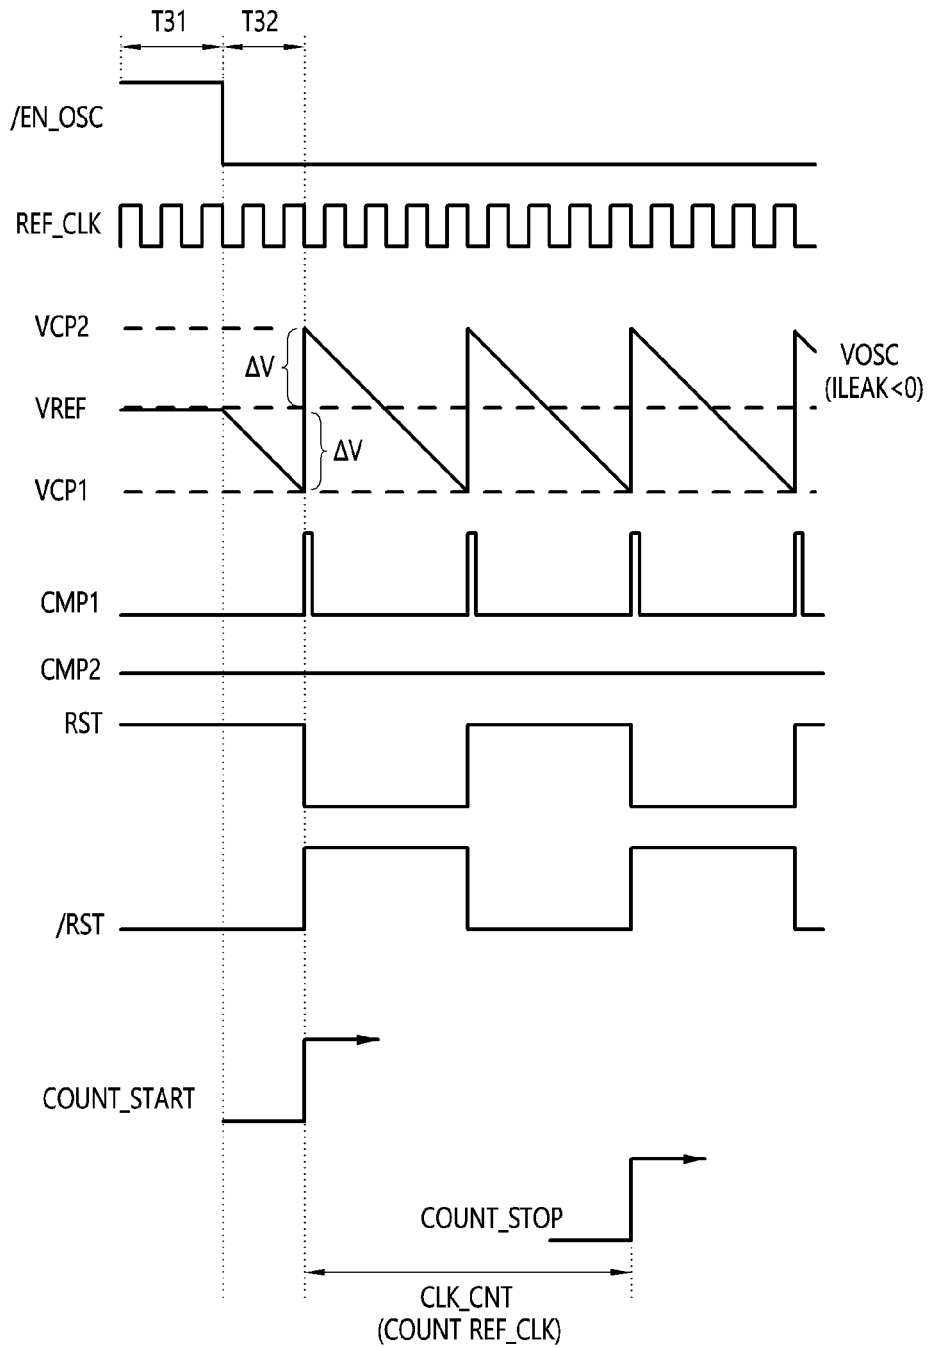 T31 T32
/EN_OSC
REF_CLK
VCP2
ΔV
VOSC
(ILEAK<0)
VREF
ΔV
VCP1
CMP1
CMP2
RST
/RST
COUNT_START
COUNT_STOP
CLK_CNT
(COUNT REF_CLK)